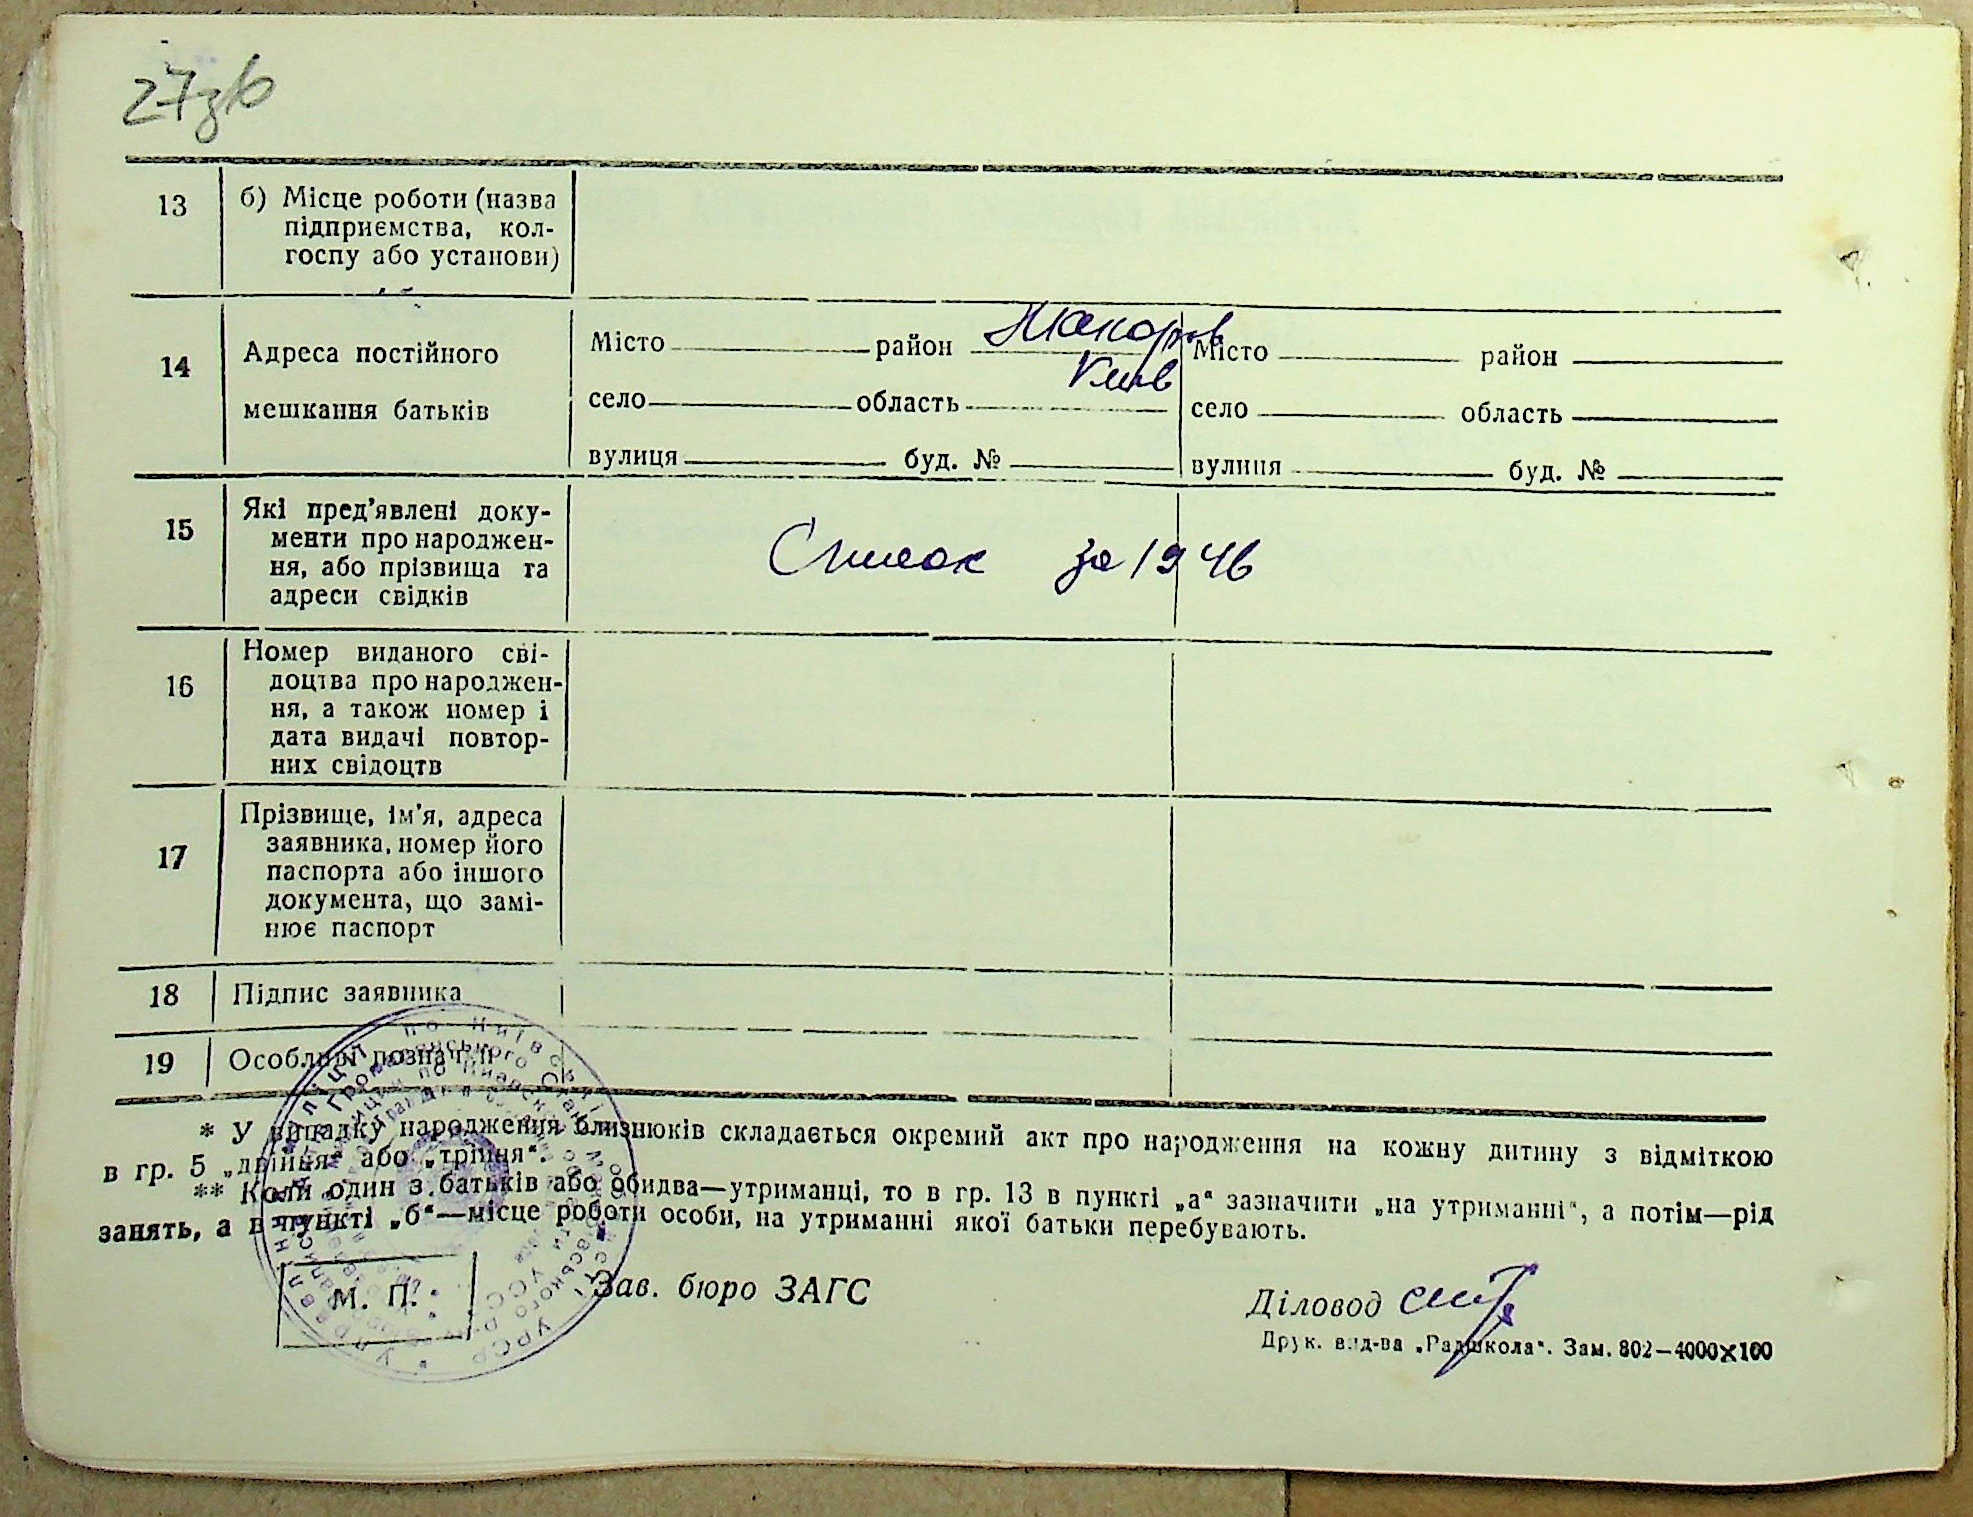 27зв
13
б) Місце роботи (назва
підприємства, кол-
госпу або установи)
14
Адреса постійного
мешкання батьків
Місто район Макаров
село область Київ
вулиця буд. №
Місто район
село область
вулиця буд. №
15
Які пред'явлені доку-
менти про народжен-
ня, або прізвища та
адреси свідків
Список за 1946
16
Номер виданого сві-
доцтва про народжен-
ня, а також номер і
дата видачі повтор-
них свідоцтв
17
Прізвище, ім'я, адреса
заявника, номер його
паспорта або іншого
документа, що замі-
нює паспорт
18
Підпис заявника
19
Особливі познач
* У випадку народження близнюків складається окремий акт про народження на кожну дитину з відміткою
в гр. 5 „двійня“ або „трійня“.
** Коли один з батьків або обидва—утриманці, то в гр. 13 в пункті „а“ зазначити „на утриманні“, а потім—рід
занять, а в пункті „б“—місце роботи особи, на утриманні якої батьки перебувають.
М. П.
Зав. бюро ЗАГС
Діловод
Друк. вид-ва „Радшкола“. Зам. 802—4000×100